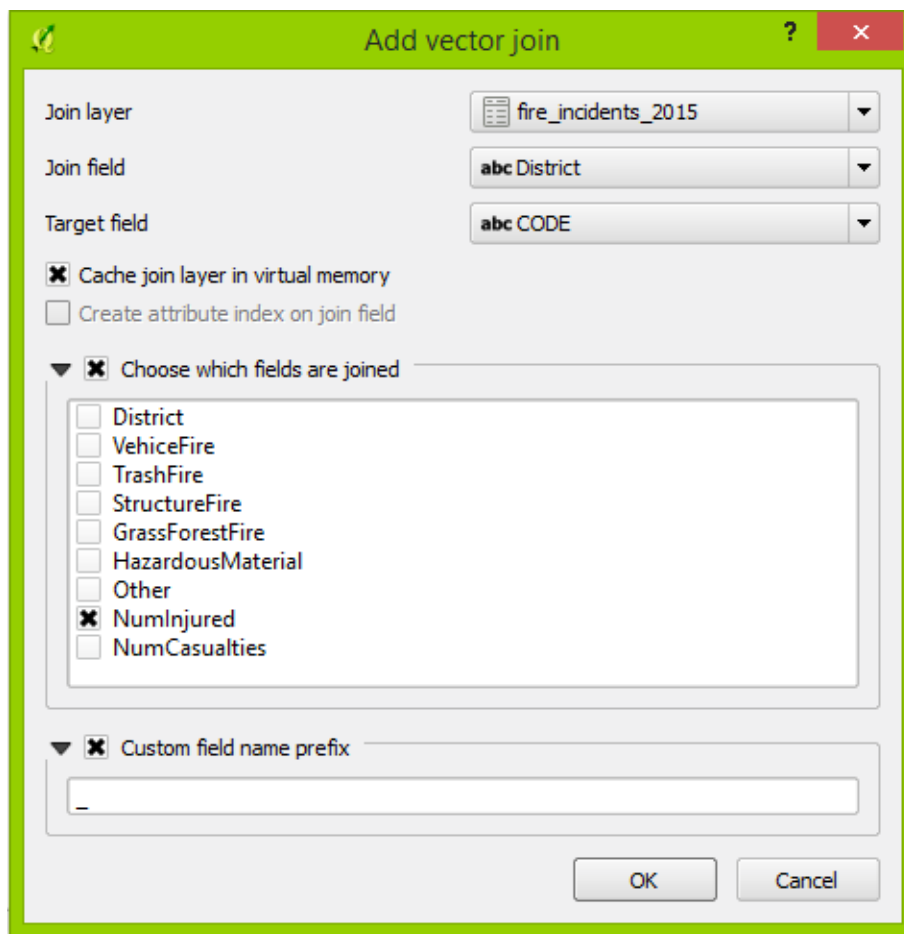 Add vector join
?
Join layer
fire_incidents_2015
Join field
abc District
Target field
abc CODE
Cache join layer in virtual memory
Create attribute index on join field
Choose which fields are joined
District
VehiceFire
TrashFire
StructureFire
GrassForestFire
HazardousMaterial
Other
NumInjured
NumCasualties
Custom field name prefix
_
OK
Cancel